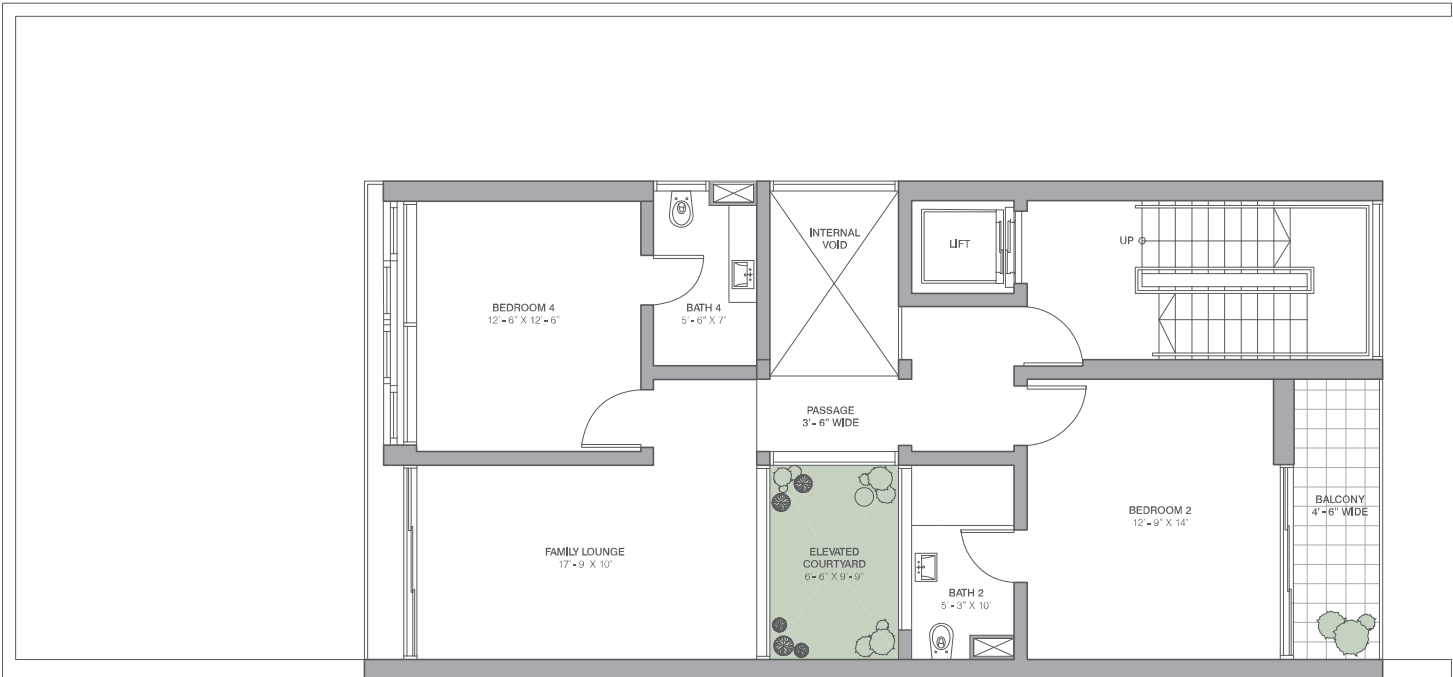 INTERNAL
VOID
LIFT
UP
BEDROOM 4
12'-6" X 12'-6"
BATH 4
5'-6" X 7'
PASSAGE
3'-6" WIDE
BALCONY
4'-6" WIDE
BEDROOM 2
12'-9" X 14'
FAMILY LOUNGE
17'-9 X 10'
ELEVATED
COURTYARD
6'-6" X 9'-9"
BATH 2
5'-3" X 10'